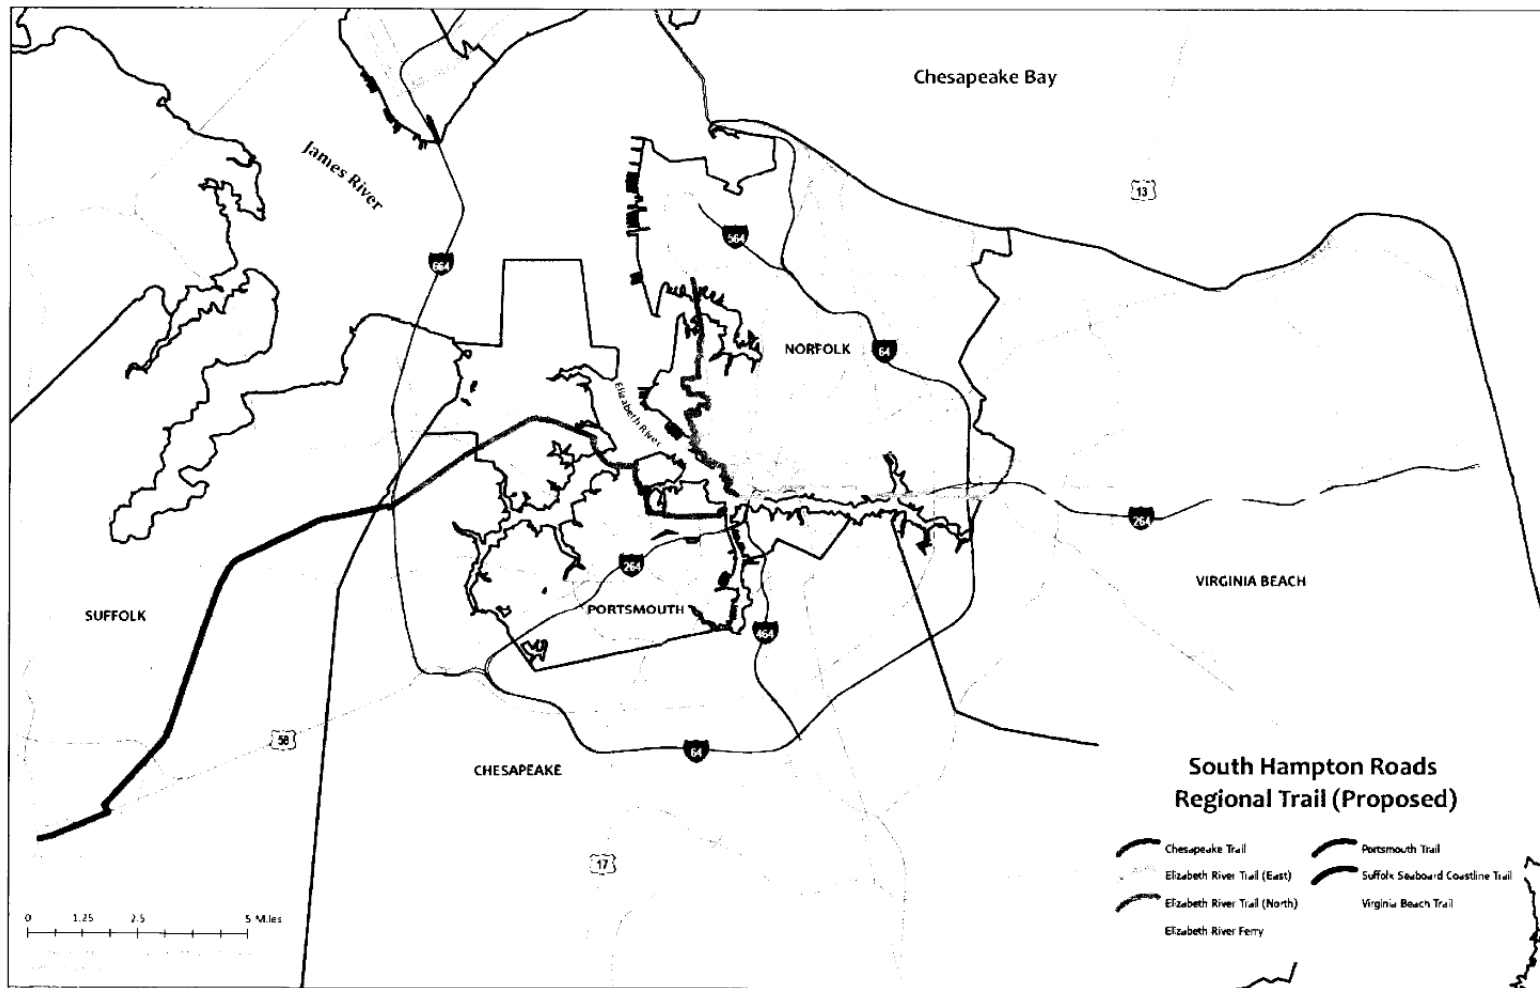 Chesapeake Bay
James River
13
564
664
NORFOLK
64
Elizabeth River
264
264
VIRGINIA BEACH
SUFFOLK
PORTSMOUTH
464
58
64
CHESAPEAKE
South Hampton Roads
Regional Trail (Proposed)
Chesapeake Trail
Portsmouth Trail
Elizabeth River Trail (East)
Suffolk Seaboard Coastline Trail
Elizabeth River Trail (North)
Virginia Beach Trail
Elizabeth River Ferry
17
0 1.25 2.5 5 Miles